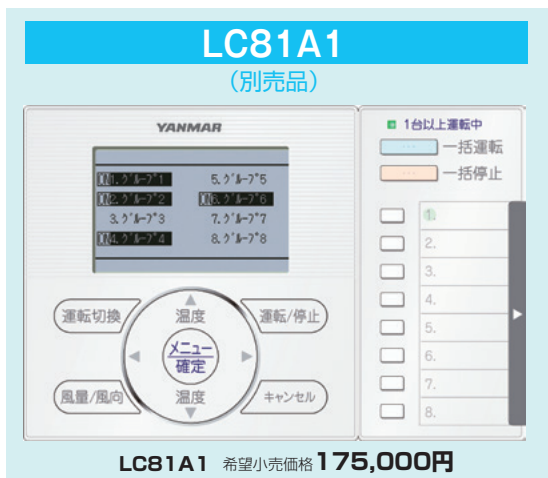 LC81A1
(別売品)
YANMAR
ON 1.グループ1 5.グループ5
ON 2.グループ2 ON 6.グループ6
3.グループ3 7.グループ7
ON 4.グループ4 8.グループ8
運転切換
温度
運転/停止
メニュー
確定
風量/風向
温度
キャンセル
1台以上運転中
一括運転
一括停止
1.
2.
3.
4.
5.
6.
7.
8.
LC81A1 希望小売価格 175,000円